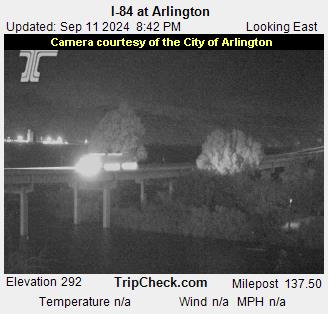 I-84 at Arlington
Updated: Sep 11 2024 8:42 PM Looking East
Camera courtesy of the City of Arlington
Elevation 292 TripCheck.com Milepost 137.50
Temperature n/a Wind n/a MPH n/a